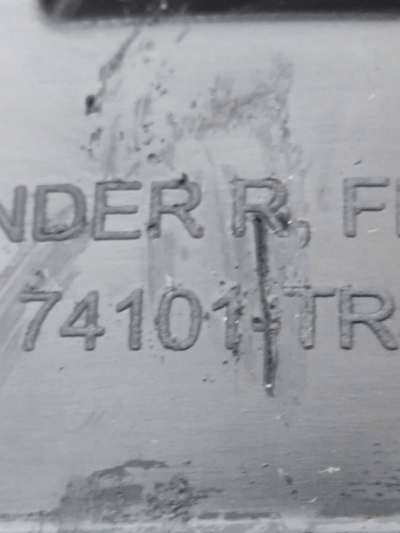 NDER R, F
74101-TR